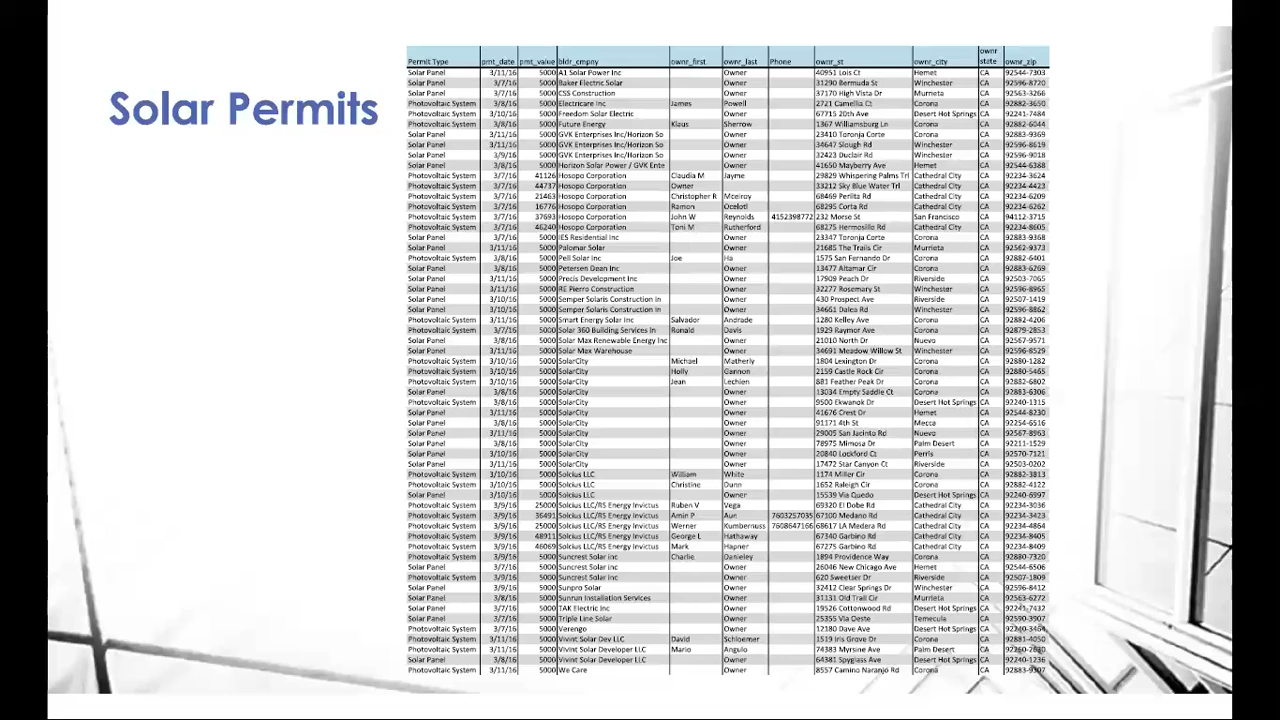 Solar Permits
Permit Type pmt_date pmt_value bldr_cmpny ownr_first ownr_last Phone ownr_st ownr_city ownr state ownr_zip
Solar Panel 3/11/16 5000 A1 Solar Power Inc Owner 40951 Lois Ct Hemet CA 92544-7303
Solar Panel 3/7/16 5000 Baker Electric Solar Owner 31290 Bermuda St Winchester CA 92596-8720
Solar Panel 3/7/16 5000 CSS Construction Owner 37170 High Vista Dr Murrieta CA 92563-3266
Photovoltaic System 3/8/16 5000 Electricare Inc James Powell 2721 Camellia Ct Corona CA 92882-3650
Photovoltaic System 3/10/16 5000 Freedom Solar Electric Owner 67715 20th Ave Desert Hot Springs CA 92241-7484
Photovoltaic System 3/8/16 5000 Future Energy Klaus Sherrow 1367 Williamsburg Ln Corona CA 92882-6044
Solar Panel 3/11/16 5000 GVK Enterprises Inc/Horizon So Owner 23410 Toronja Corte Corona CA 92883-9369
Solar Panel 3/11/16 5000 GVK Enterprises Inc/Horizon So Owner 34647 Slough Rd Winchester CA 92596-8619
Solar Panel 3/9/16 5000 GVK Enterprises Inc/Horizon So Owner 32423 Duclair Rd Winchester CA 92596-9018
Solar Panel 3/8/16 5000 Horizon Solar Power / GVK Ente Owner 41650 Mayberry Ave Hemet CA 92544-6388
Photovoltaic System 3/7/16 41126 Hosopo Corporation Claudia M Jayme 29829 Whispering Palms Trl Cathedral City CA 92234-3624
Photovoltaic System 3/7/16 44737 Hosopo Corporation Owner 33212 Sky Blue Water Trl Cathedral City CA 92234-4423
Photovoltaic System 3/7/16 21463 Hosopo Corporation Christopher R Mcelroy 68469 Perlita Rd Cathedral City CA 92234-6209
Photovoltaic System 3/7/16 16776 Hosopo Corporation Ramon Ocelotl 68295 Corta Rd Cathedral City CA 92234-6262
Photovoltaic System 3/7/16 37693 Hosopo Corporation John W Reynolds 4152398772 232 Morse St San Francisco CA 94112-3715
Photovoltaic System 3/7/16 46240 Hosopo Corporation Toni M Rutherford 68275 Hermosillo Rd Cathedral City CA 92234-8605
Solar Panel 3/7/16 5000 IES Residential Inc Owner 23347 Toronja Corte Corona CA 92883-9368
Solar Panel 3/11/16 5000 Palomar Solar Owner 21685 The Trails Cir Murrieta CA 92562-9373
Photovoltaic System 3/8/16 5000 Pell Solar Inc Joe Ha 1575 San Fernando Dr Corona CA 92882-6401
Solar Panel 3/8/16 5000 Petersen Dean Inc Owner 13477 Altamar Cir Corona CA 92883-6269
Solar Panel 3/11/16 5000 Precis Development Inc Owner 17909 Peach Dr Riverside CA 92503-7065
Solar Panel 3/11/16 5000 RE Pierro Construction Owner 32277 Rosemary St Winchester CA 92596-8965
Solar Panel 3/10/16 5000 Semper Solaris Construction In Owner 430 Prospect Ave Riverside CA 92507-1419
Solar Panel 3/10/16 5000 Semper Solaris Construction In Owner 34661 Dalea Rd Winchester CA 92596-8862
Photovoltaic System 3/11/16 5000 Smart Energy Solar Inc Salvador Andrade 1280 Kelley Ave Corona CA 92882-4206
Photovoltaic System 3/7/16 5000 Solar 360 Building Services In Ronald Davis 1929 Raymor Ave Corona CA 92879-2853
Solar Panel 3/8/16 5000 Solar Max Renewable Energy Inc Owner 21010 North Dr Nuevo CA 92567-9571
Solar Panel 3/11/16 5000 Solar Max Warehouse Owner 34691 Meadow Willow St Winchester CA 92596-8529
Photovoltaic System 3/10/16 5000 SolarCity Michael Matherly 1804 Lexington Dr Corona CA 92880-1282
Photovoltaic System 3/10/16 5000 SolarCity Holly Gannon 2159 Castle Rock Cir Corona CA 92880-5465
Photovoltaic System 3/10/16 5000 SolarCity Jean Lechien 881 Feather Peak Dr Corona CA 92882-6802
Solar Panel 3/10/16 5000 SolarCity Owner 13034 Empty Saddle Ct Corona CA 92883-6306
Photovoltaic System 3/9/16 5000 SolarCity Owner 9500 Ekwanok Dr Desert Hot Springs CA 92240-1315
Solar Panel 3/11/16 5000 SolarCity Owner 41676 Crest Dr Hemet CA 92544-8230
Solar Panel 3/8/16 5000 SolarCity Owner 91171 4th St Mecca CA 92254-6516
Solar Panel 3/11/16 5000 SolarCity Owner 29005 San Jacinto Rd Nuevo CA 92567-8963
Solar Panel 3/8/16 5000 SolarCity Owner 78975 Mimosa Dr Palm Desert CA 92211-1529
Solar Panel 3/10/16 5000 SolarCity Owner 20840 Lockford Ct Perris CA 92570-7121
Solar Panel 3/11/16 5000 SolarCity Owner 17472 Star Canyon Ct Riverside CA 92503-0202
Photovoltaic System 3/10/16 5000 Solcius LLC William White 1174 Miller Cir Corona CA 92882-3813
Photovoltaic System 3/10/16 5000 Solcius LLC Christine Dunn 1652 Raleigh Cir Corona CA 92882-4122
Solar Panel 3/10/16 5000 Solcius LLC Owner 15539 Via Quedo Desert Hot Springs CA 92240-6997
Photovoltaic System 3/9/16 25000 Solcius LLC/RS Energy Invictus Ruben V Vega 69320 El Dobe Rd Cathedral City CA 92234-3036
Photovoltaic System 3/9/16 36491 Solcius LLC/RS Energy Invictus Amin P Aun 7603257035 67100 Medano Rd Cathedral City CA 92234-3423
Photovoltaic System 3/9/16 25000 Solcius LLC/RS Energy Invictus Werner Kumbernuss 7608647166 68617 LA Medera Rd Cathedral City CA 92234-4864
Photovoltaic System 3/9/16 48911 Solcius LLC/RS Energy Invictus George L Hathaway 67340 Garbino Rd Cathedral City CA 92234-8405
Photovoltaic System 3/9/16 46069 Solcius LLC/RS Energy Invictus Mark Hapner 67275 Garbino Rd Cathedral City CA 92234-8409
Photovoltaic System 3/9/16 5000 Suncrest Solar Inc Charlie Danieley 1894 Providence Way Corona CA 92880-7320
Solar Panel 3/7/16 5000 Suncrest Solar Inc Owner 26046 New Chicago Ave Hemet CA 92544-6506
Photovoltaic System 3/9/16 5000 Suncrest Solar Inc Owner 620 Sweetser Dr Riverside CA 92507-1809
Solar Panel 3/9/16 5000 Sunpro Solar Owner 32412 Clear Springs Dr Winchester CA 92596-8412
Solar Panel 3/8/16 5000 Sunrun Installation Services Owner 31131 Old Trail Cir Murrieta CA 92563-6272
Solar Panel 3/7/16 5000 TAK Electric Inc Owner 19526 Cottonwood Rd Desert Hot Springs CA 92241-7432
Solar Panel 3/7/16 5000 Triple Line Solar Owner 25355 Via Oeste Temecula CA 92590-3907
Photovoltaic System 3/7/16 5000 Verengo Owner 12180 Dave Ave Desert Hot Springs CA 92240-3464
Photovoltaic System 3/11/16 5000 Vivint Solar Dev LLC David Schloemer 1519 Iris Grove Dr Corona CA 92881-4050
Photovoltaic System 3/11/16 5000 Vivint Solar Developer LLC Mario Angulo 74383 Myrsine Ave Palm Desert CA 92260-2630
Solar Panel 3/8/16 5000 Vivint Solar Developer LLC Owner 64381 Spyglass Ave Desert Hot Springs CA 92240-1236
Photovoltaic System 3/11/16 5000 We Care Owner 8557 Camino Naranjo Rd Corona CA 92883-9307